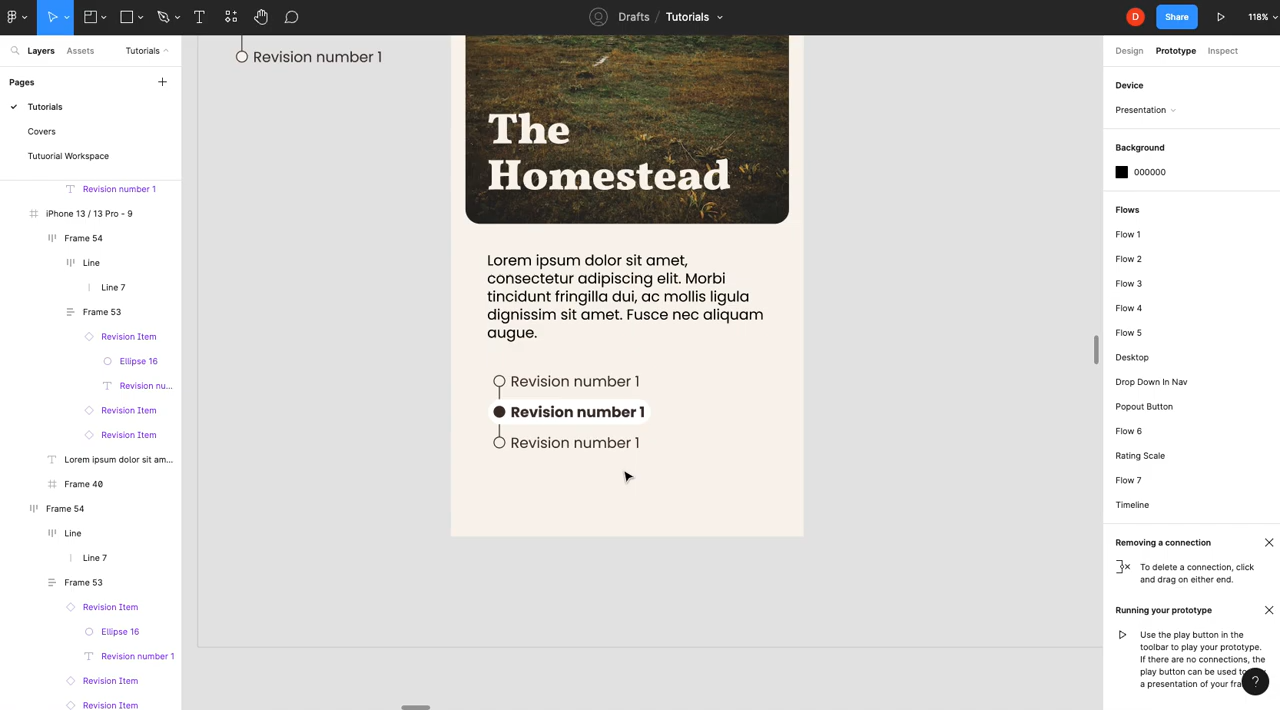 Drafts / Tutorials
D
Share
118%
Layers
Assets
Tutorials
Pages
Tutorials
Covers
Tutuorial Workspace
Revision number 1
iPhone 13 / 13 Pro - 9
Frame 54
Line
Line 7
Frame 53
Revision Item
Ellipse 16
Revision nu...
Revision Item
Revision Item
Lorem ipsum dolor sit am...
Frame 40
Frame 54
Line
Line 7
Frame 53
Revision Item
Ellipse 16
Revision number 1
Revision Item
Revision Item
Revision number 1
The
Homestead
Lorem ipsum dolor sit amet,
consectetur adipiscing elit. Morbi
tincidunt fringilla dui, ac mollis ligula
dignissim sit amet. Fusce nec aliquam
augue.
Revision number 1
Revision number 1
Revision number 1
Design
Prototype
Inspect
Device
Presentation
Background
000000
Flows
Flow 1
Flow 2
Flow 3
Flow 4
Flow 5
Desktop
Drop Down In Nav
Popout Button
Flow 6
Rating Scale
Flow 7
Timeline
Removing a connection
To delete a connection, click
and drag on either end.
Running your prototype
Use the play button in the
toolbar to play your prototype.
If there are no connections, the
play button can be used to
a presentation of your fra
?